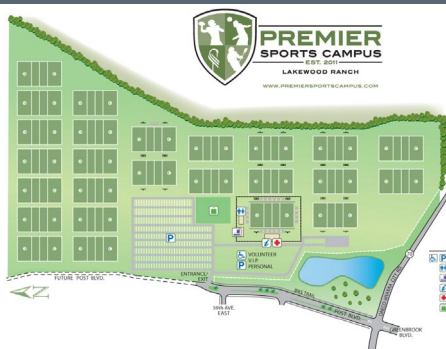 PREMIER
SPORTS CAMPUS
EST. 2011
LAKEWOOD RANCH
WWW.PREMIERSPORTSCAMPUS.COM
P
VOLUNTEER
V.I.P.
P PERSONAL
ENTRANCE/
EXIT
FUTURE POST BLVD.
N
59th AVE.
EAST
POST BLVD.
GREENBROOK
BLVD.
P